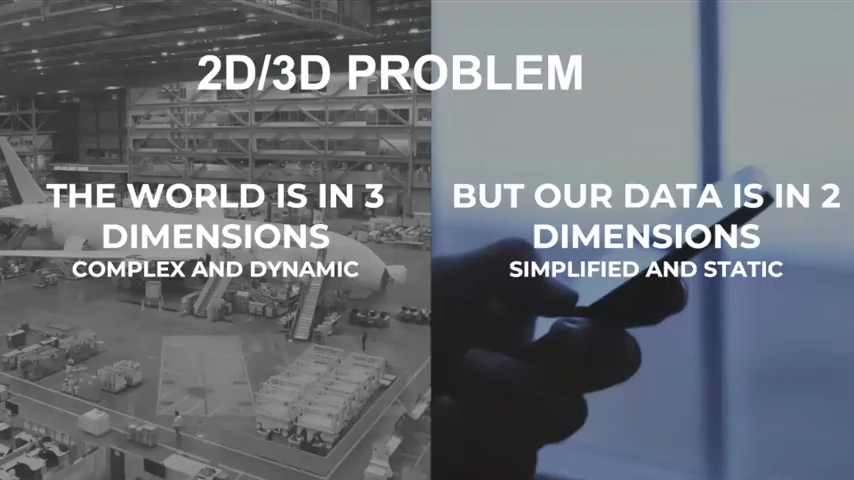 2D/3D PROBLEM
THE WORLD IS IN 3
DIMENSIONS
COMPLEX AND DYNAMIC
BUT OUR DATA IS IN 2
DIMENSIONS
SIMPLIFIED AND STATIC